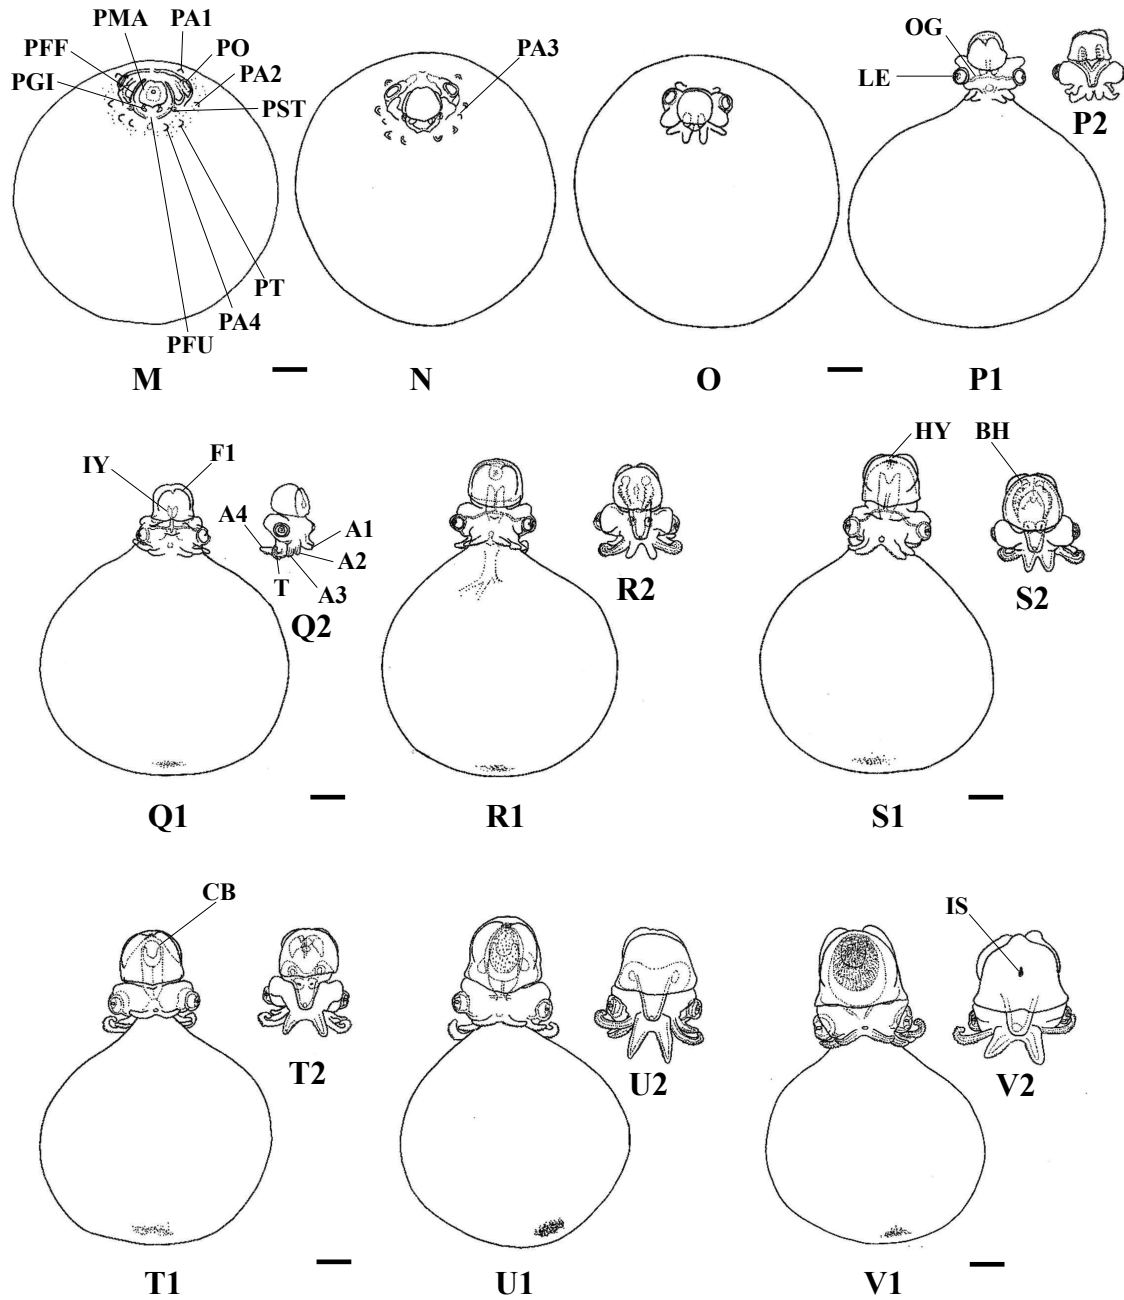 PMA PA1
PFF PO
PGI PA2
PST
PT
PA4
PFU
M
PA3
N
O
OG
LE
P2
P1
IY F1
A4 A1
A2
T A3
Q2
Q1
R2
R1
HY BH
S2
S1
CB
T2
T1
U2
U1
IS
V2
V1